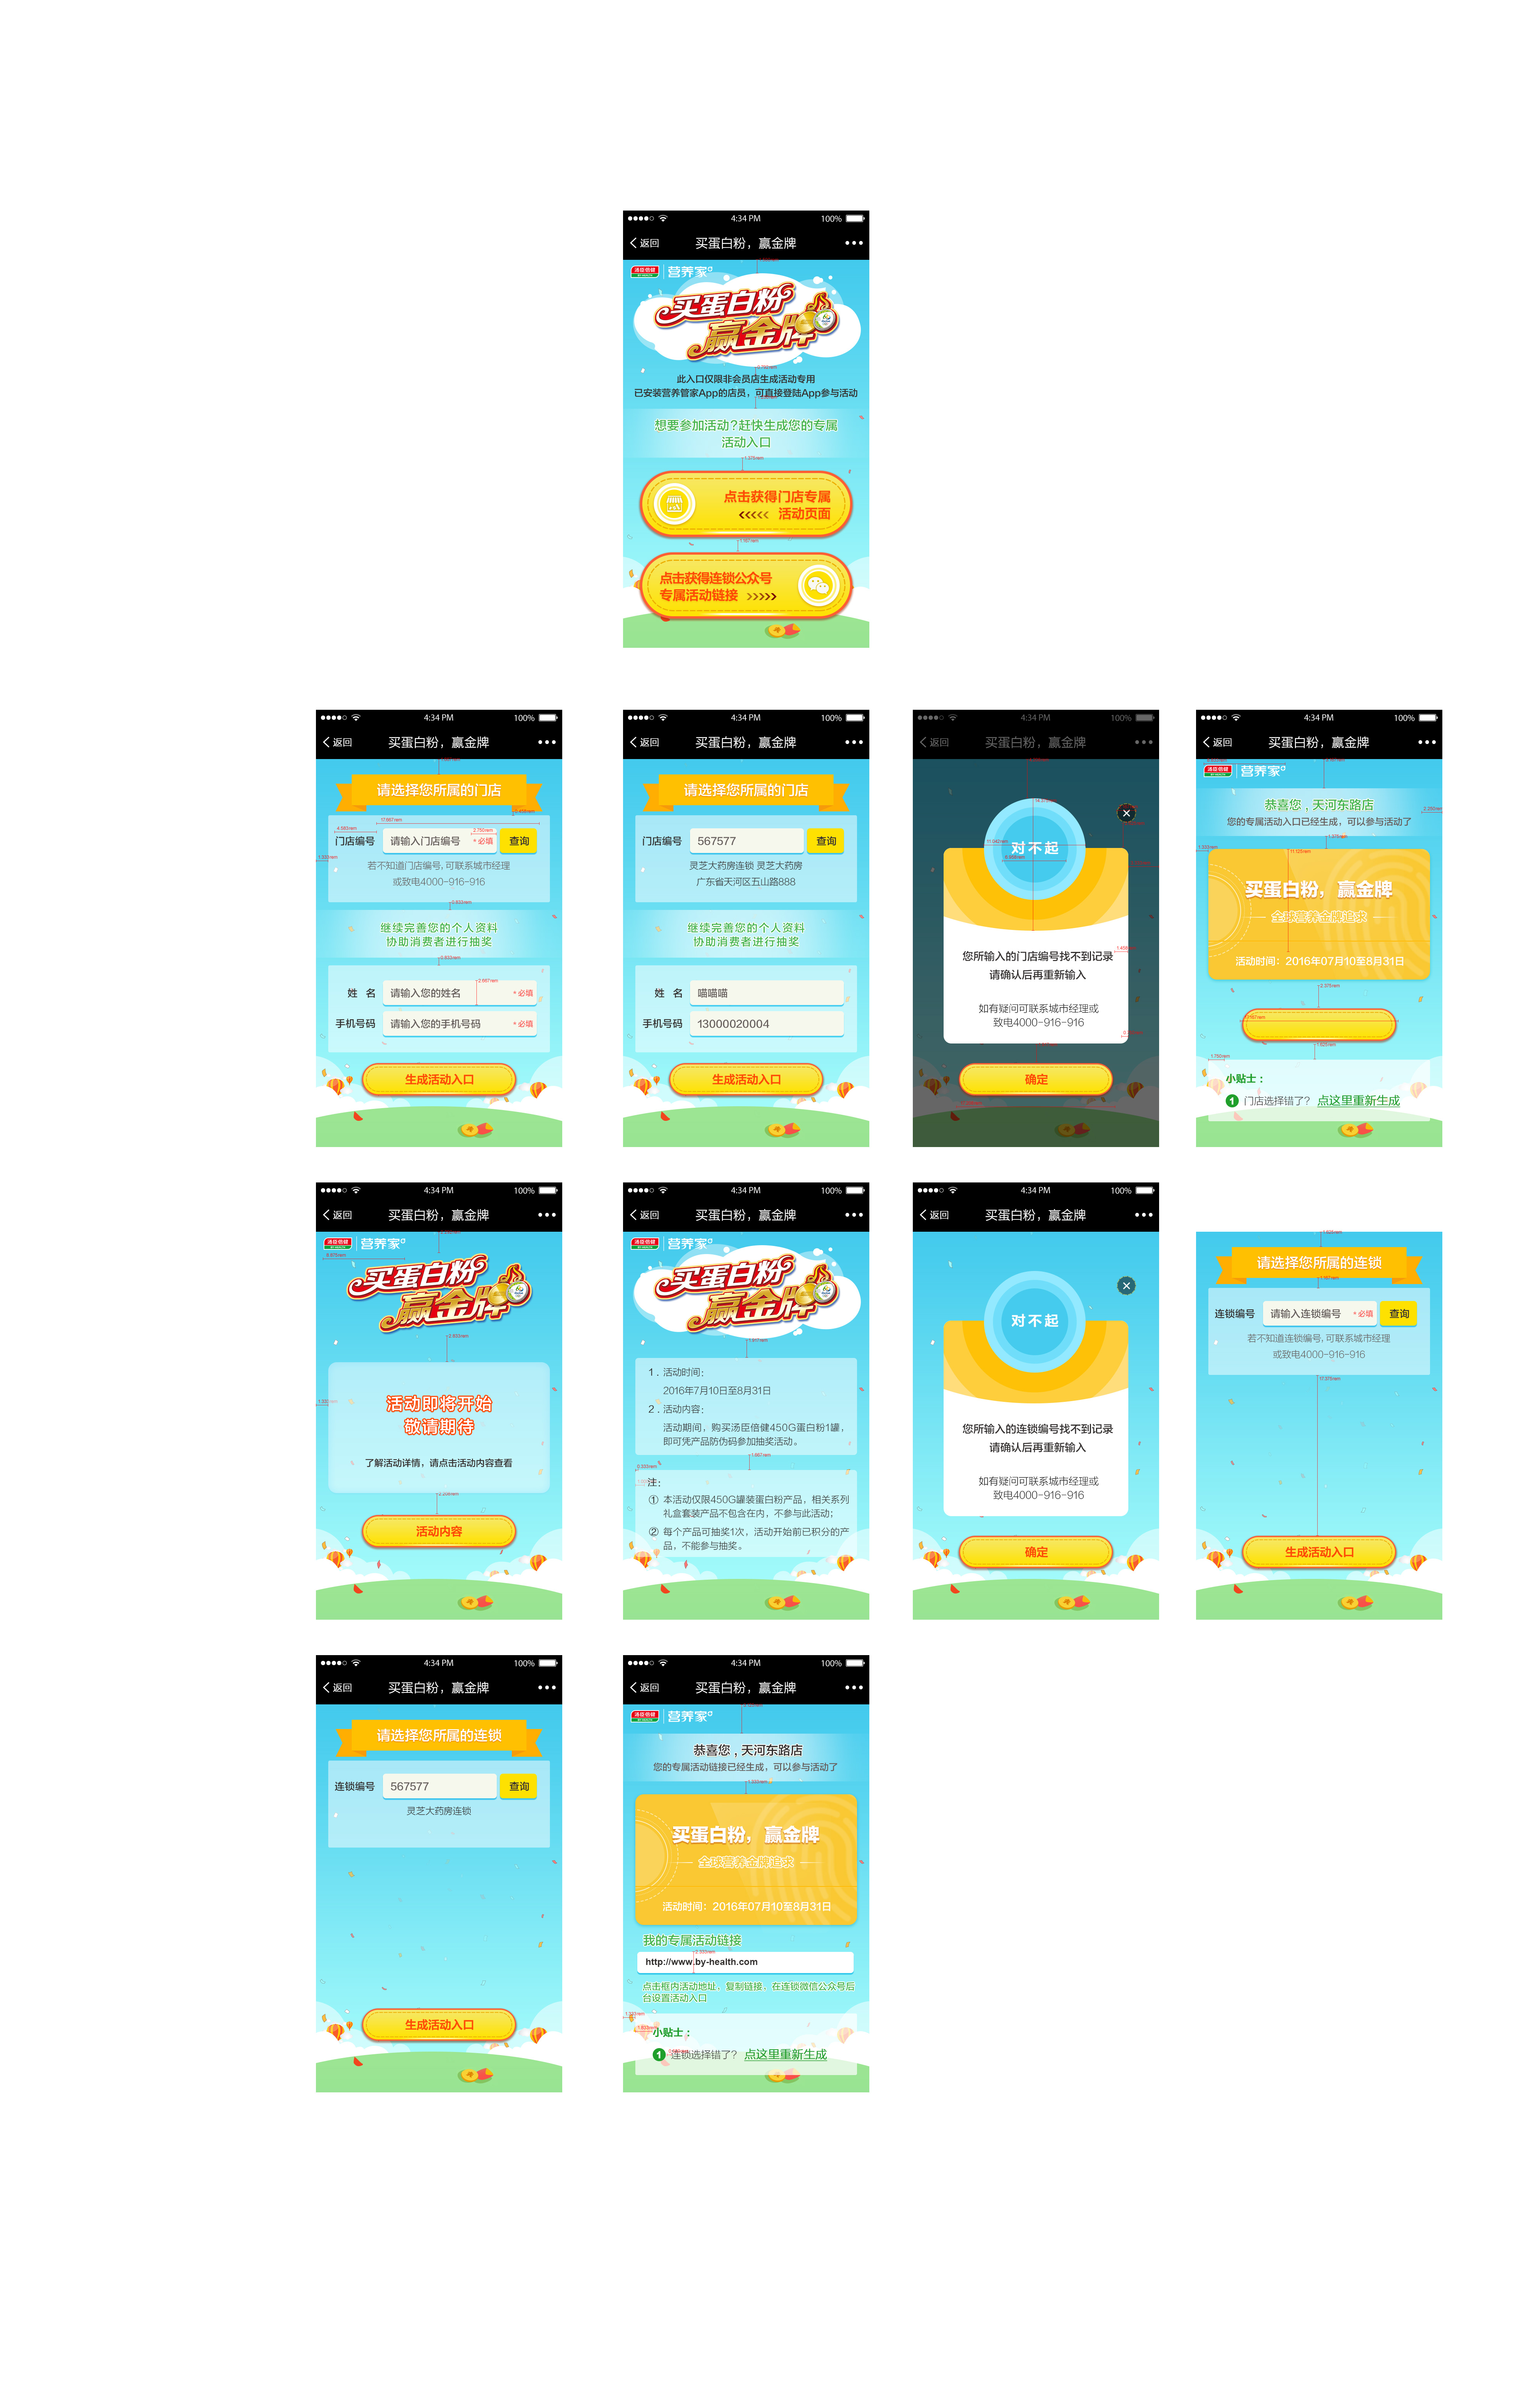 4:34 PM 100%
返回 买蛋白粉，赢金牌
汤臣倍健 BY-HEALTH 营养家
买蛋白粉
赢金牌
此入口仅限非会员店生成活动专用
已安装营养管家App的店员，可直接登陆App参与活动
想要参加活动?赶快生成您的专属
活动入口
1.375rem
点击获得门店专属
活动页面
点击获得连锁公众号
专属活动链接
4:34 PM 100%
返回 买蛋白粉，赢金牌
请选择您所属的门店
门店编号 请输入门店编号 *必填 查询
若不知道门店编号,可联系城市经理
或致电4000-916-916
继续完善您的个人资料
协助消费者进行抽奖
姓 名 请输入您的姓名 *必填
手机号码 请输入您的手机号码 *必填
生成活动入口
4:34 PM 100%
返回 买蛋白粉，赢金牌
请选择您所属的门店
门店编号 567577 查询
灵芝大药房连锁 灵芝大药房
广东省天河区五山路888
继续完善您的个人资料
协助消费者进行抽奖
姓 名 喵喵喵
手机号码 13000020004
生成活动入口
4:34 PM 100%
返回 买蛋白粉，赢金牌
对不起
您所输入的门店编号找不到记录
请确认后再重新输入
如有疑问可联系城市经理或
致电4000-916-916
确定
4:34 PM 100%
返回 买蛋白粉，赢金牌
汤臣倍健 BY-HEALTH 营养家
恭喜您 , 天河东路店
您的专属活动入口已经生成，可以参与活动了
买蛋白粉，赢金牌
全球营养金牌追求
活动时间：2016年07月10至8月31日
2.375rem
1.625rem
1.750rem
小贴士：
1 门店选择错了？ 点这里重新生成
4:34 PM 100%
返回 买蛋白粉，赢金牌
汤臣倍健 BY-HEALTH 营养家
买蛋白粉
赢金牌
活动即将开始
敬请期待
了解活动详情，请点击活动内容查看
活动内容
4:34 PM 100%
返回 买蛋白粉，赢金牌
汤臣倍健 BY-HEALTH 营养家
买蛋白粉
赢金牌
1 . 活动时间：
2016年7月10日至8月31日
2 . 活动内容：
活动期间，购买汤臣倍健450G蛋白粉1罐，
即可凭产品防伪码参加抽奖活动。
注：
① 本活动仅限450G罐装蛋白粉产品，相关系列
礼盒套装产品不包含在内，不参与此活动；
② 每个产品可抽奖1次，活动开始前已积分的产
品，不能参与抽奖。
4:34 PM 100%
返回 买蛋白粉，赢金牌
对不起
您所输入的连锁编号找不到记录
请确认后再重新输入
如有疑问可联系城市经理或
致电4000-916-916
确定
请选择您所属的连锁
连锁编号 请输入连锁编号 *必填 查询
若不知道连锁编号,可联系城市经理
或致电4000-916-916
生成活动入口
4:34 PM 100%
返回 买蛋白粉，赢金牌
请选择您所属的连锁
连锁编号 567577 查询
灵芝大药房连锁
生成活动入口
4:34 PM 100%
返回 买蛋白粉，赢金牌
汤臣倍健 BY-HEALTH 营养家
恭喜您 , 天河东路店
您的专属活动链接已经生成，可以参与活动了
买蛋白粉，赢金牌
全球营养金牌追求
活动时间：2016年07月10至8月31日
我的专属活动链接
http://www.by-health.com
点击框内活动地址，复制链接，在连锁微信公众号后
台设置活动入口
小贴士：
1 连锁选择错了？ 点这里重新生成